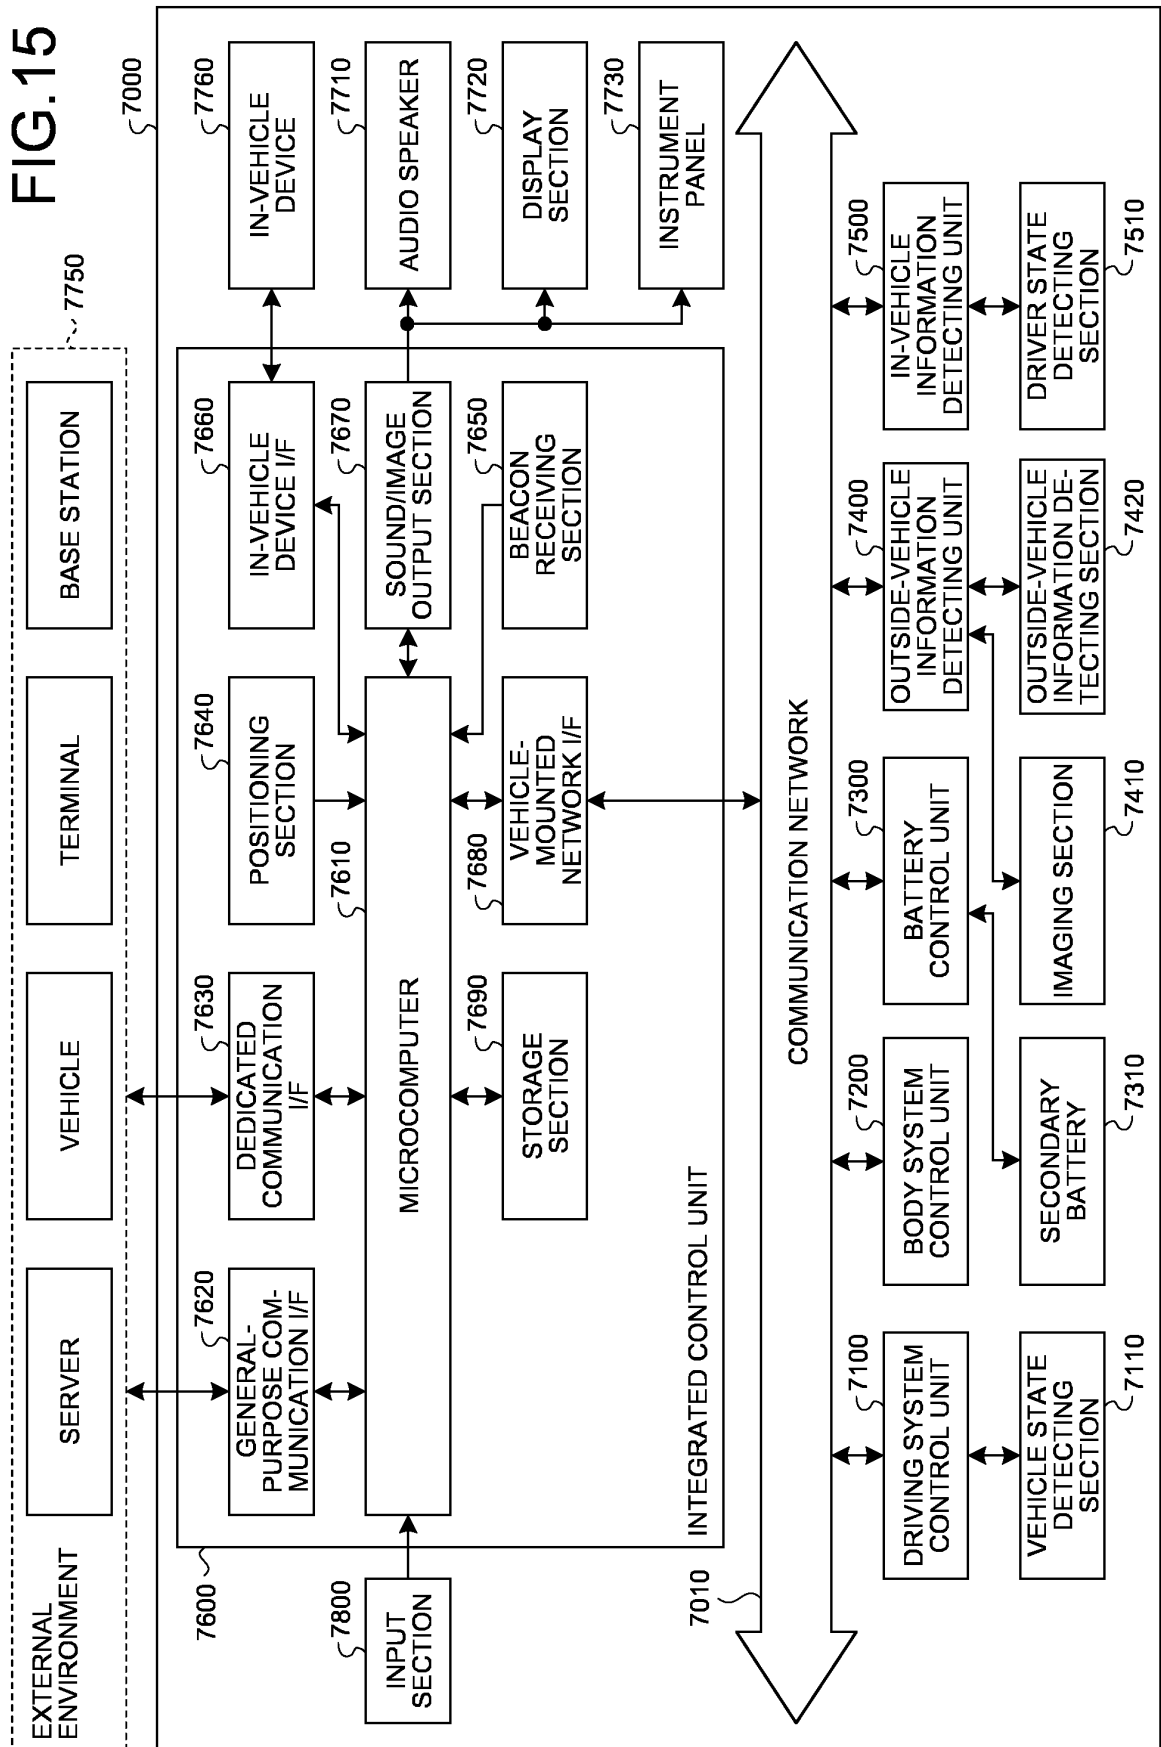 FIG.15
7750
EXTERNAL
ENVIRONMENT
SERVER
VEHICLE
TERMINAL
BASE STATION
7000
7600
7620
GENERAL-
PURPOSE COM-
MUNICATION I/F
7630
DEDICATED
COMMUNICATION
I/F
7640
POSITIONING
SECTION
7660
IN-VEHICLE
DEVICE I/F
7760
IN-VEHICLE
DEVICE
7800
INPUT
SECTION
7610
MICROCOMPUTER
7670
SOUND/IMAGE
OUTPUT SECTION
7710
AUDIO SPEAKER
7690
STORAGE
SECTION
7680
VEHICLE-
MOUNTED
NETWORK I/F
7650
BEACON
RECEIVING
SECTION
7720
DISPLAY
SECTION
7730
INSTRUMENT
PANEL
INTEGRATED CONTROL UNIT
7010
COMMUNICATION NETWORK
7100
DRIVING SYSTEM
CONTROL UNIT
7200
BODY SYSTEM
CONTROL UNIT
7300
BATTERY
CONTROL UNIT
7400
OUTSIDE-VEHICLE
INFORMATION
DETECTING UNIT
7500
IN-VEHICLE
INFORMATION
DETECTING UNIT
VEHICLE STATE
DETECTING
SECTION
7110
SECONDARY
BATTERY
7310
IMAGING SECTION
7410
OUTSIDE-VEHICLE
INFORMATION DE-
TECTING SECTION
7420
DRIVER STATE
DETECTING
SECTION
7510